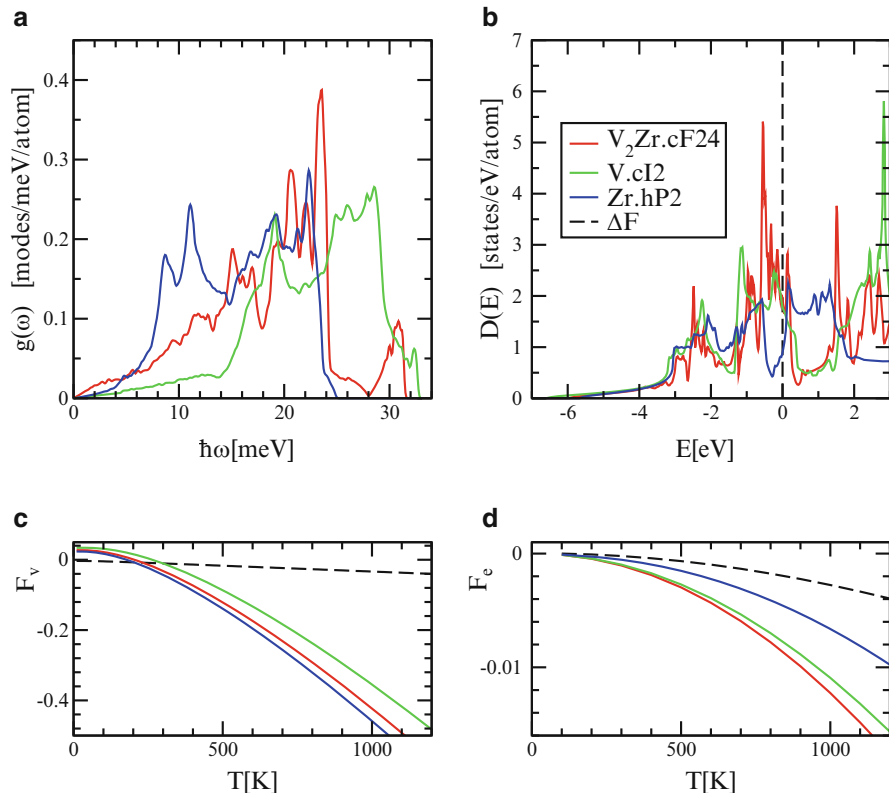 a
g(ω) [modes/meV/atom]
0.4
0.3
0.2
0.1
0
0 10 20 30
ħω[meV]
b
D(E) [states/eV/atom]
7
6
5
4
3
2
1
0
-6 -4 -2 0 2
E[eV]
V₂Zr.cF24
V.cI2
Zr.hP2
ΔF
c
F_v
0
-0.2
-0.4
0 500 1000
T[K]
d
F_e
0
-0.01
0 500 1000
T[K]